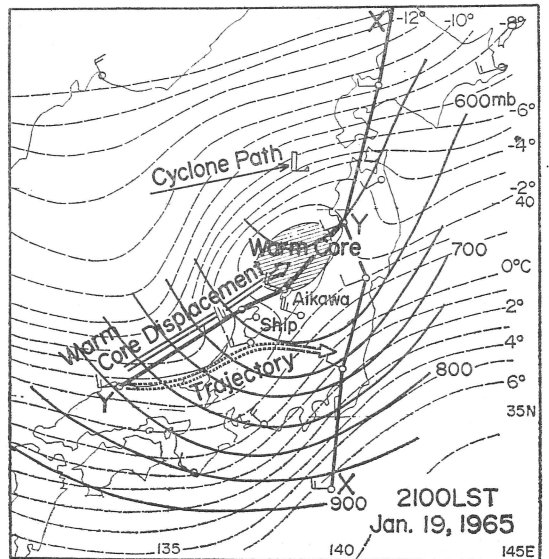 X
-12°
-10°
-8°
600mb
-6°
-4°
Cyclone Path
L
-2°
40
Y
Warm Core
700
0°C
Aikawa
2°
Warm
Core Displacement
Ship
4°
Trajectory
800
6°
Y
35N
X
900
2100LST
Jan. 19, 1965
135
140
145E